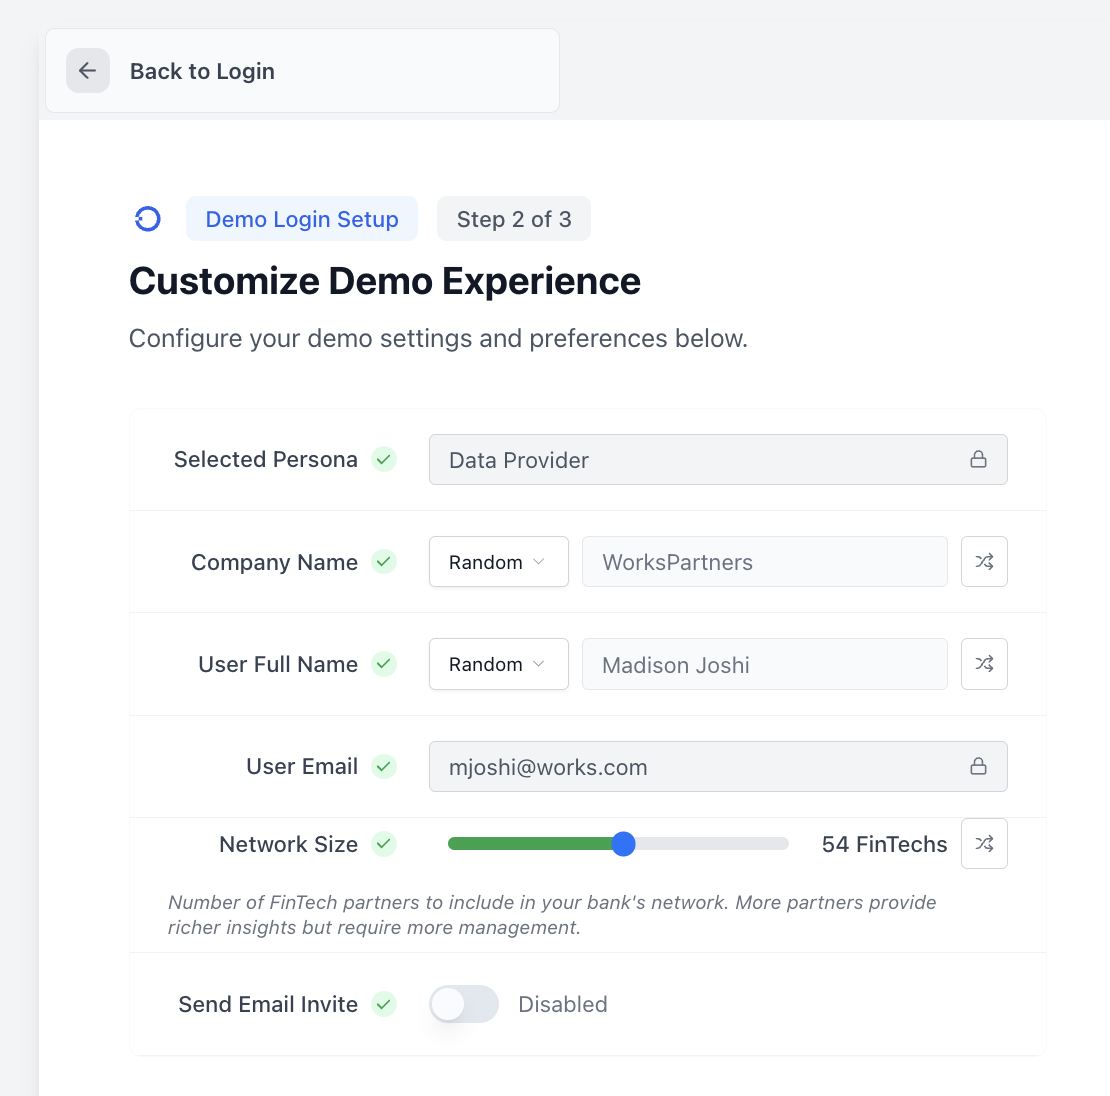 Back to Login
Demo Login Setup
Step 2 of 3
Customize Demo Experience
Configure your demo settings and preferences below.
Selected Persona
Data Provider
Company Name
Random
WorksPartners
User Full Name
Random
Madison Joshi
User Email
mjoshi@works.com
Network Size
54 FinTechs
Number of FinTech partners to include in your bank's network. More partners provide
richer insights but require more management.
Send Email Invite
Disabled